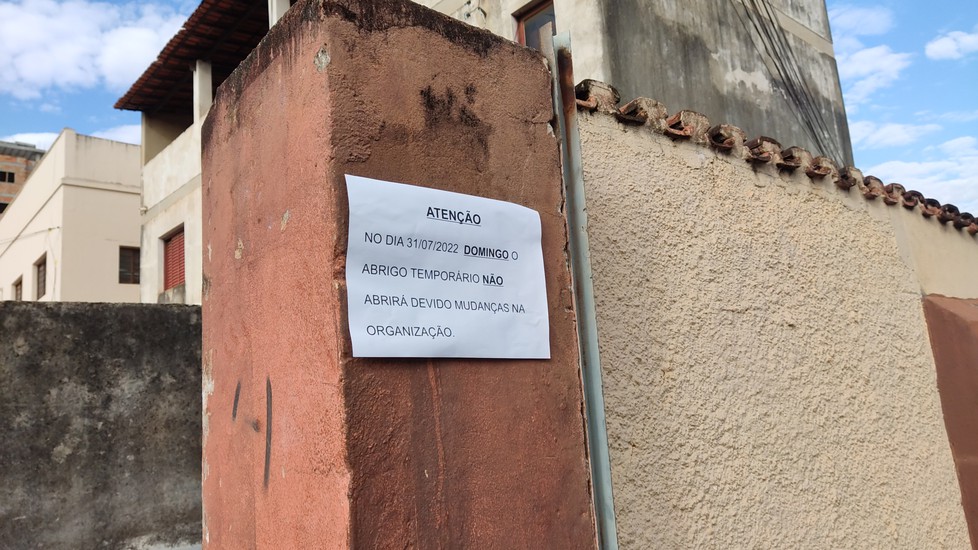 ATENÇÃO
NO DIA 31/07/2022 DOMINGO O
ABRIGO TEMPORÁRIO NÃO
ABRIRÁ DEVIDO MUDANÇAS NA
ORGANIZAÇÃO.